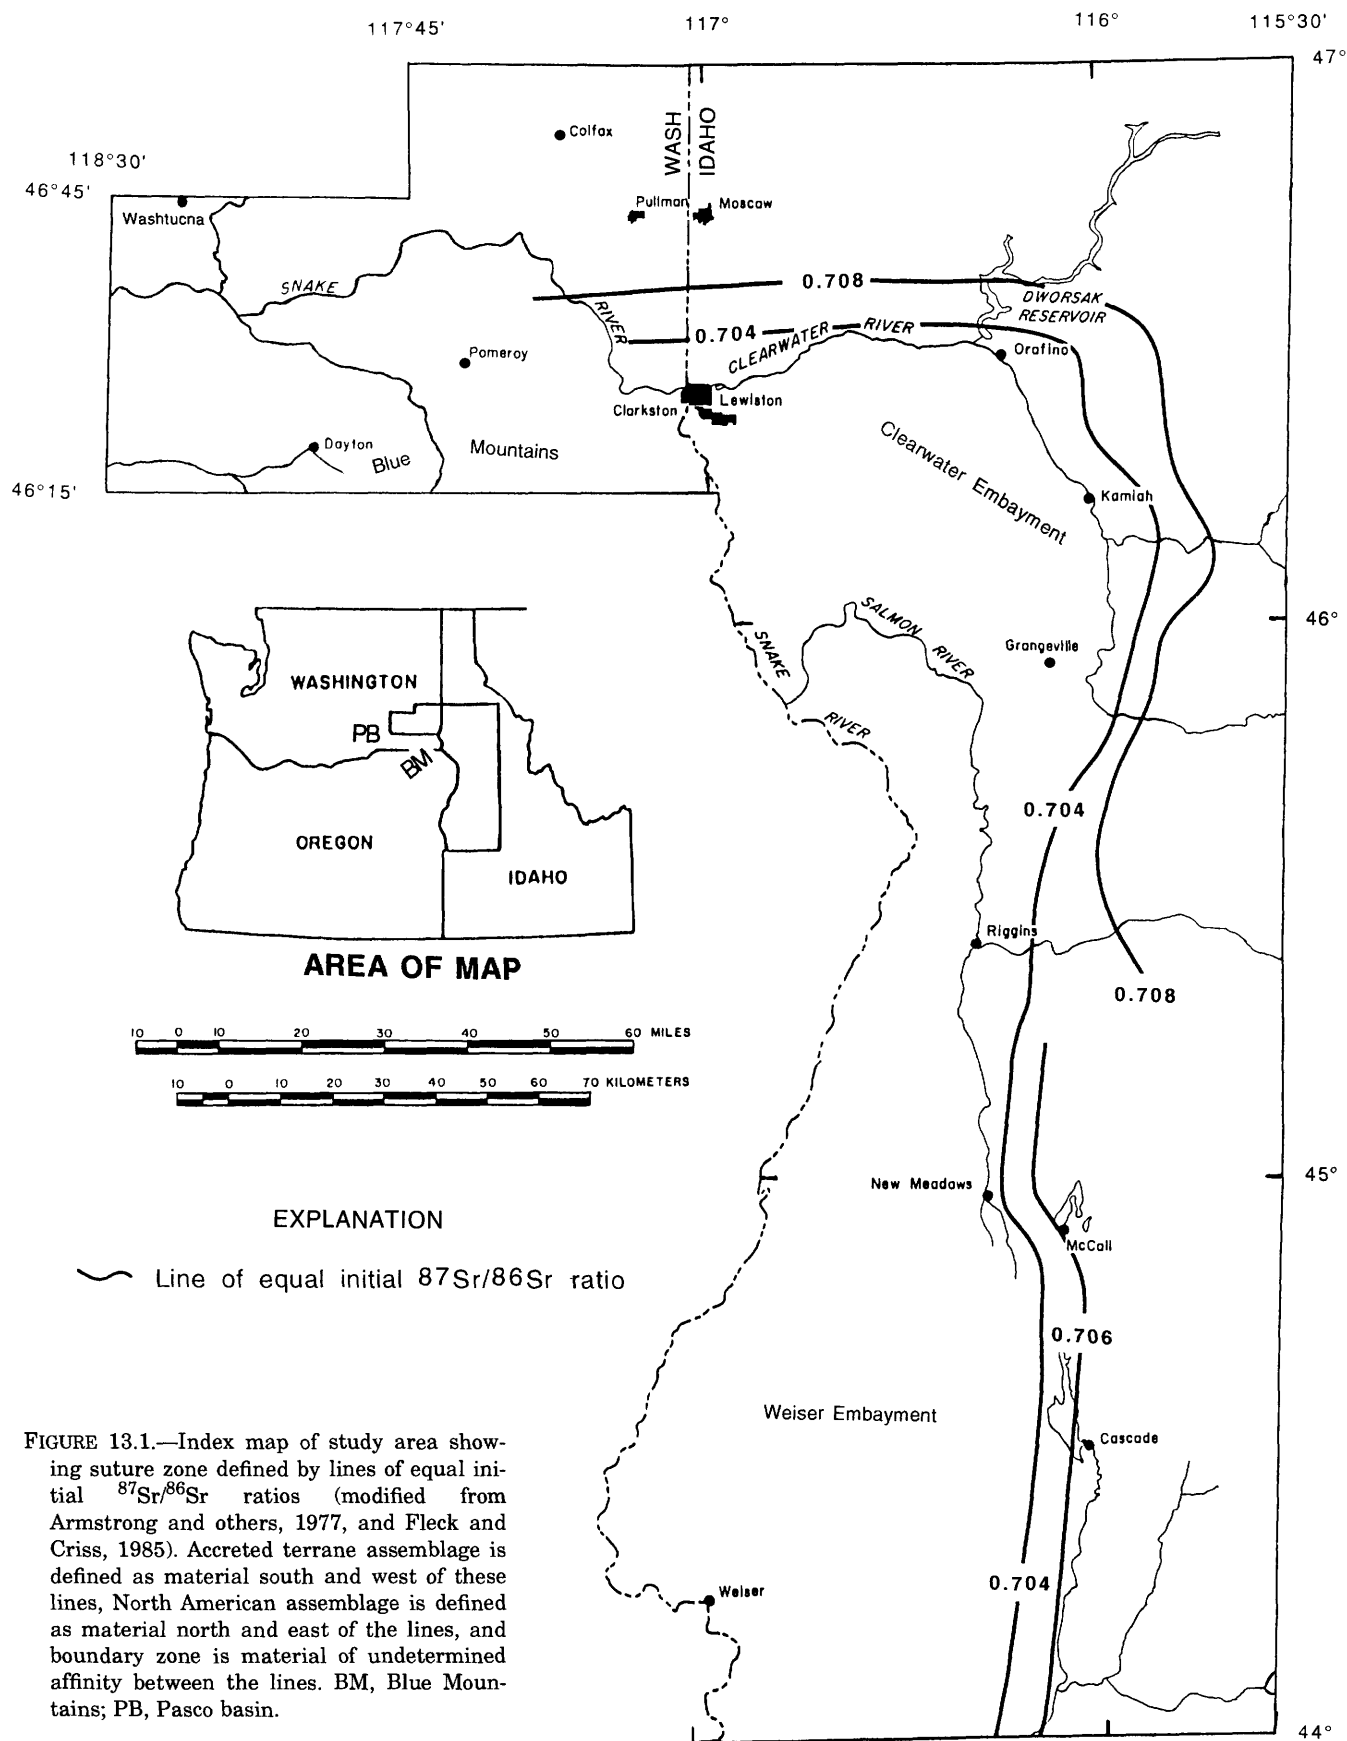 117°45'
117°
116°
115°30'
47°
WASH
IDAHO
Colfax
118°30'
46°45'
Washtucna
Pullman
Moscow
SNAKE
RIVER
0.708
DWORSAK
RESERVOIR
0.704
CLEARWATER
RIVER
Orofino
Pomeroy
Clarkston
Lewiston
Dayton
Blue
Mountains
46°15'
Clearwater Embayment
Kamiah
46°
SALMON
RIVER
SNAKE
RIVER
Grangeville
WASHINGTON
PB
BM
OREGON
IDAHO
AREA OF MAP
0.704
Riggins
0.708
10 0 10 20 30 40 50 60 MILES
10 0 10 20 30 40 50 60 70 KILOMETERS
45°
New Meadows
McCall
EXPLANATION
Line of equal initial 87Sr/86Sr ratio
0.706
Weiser Embayment
Cascade
0.704
Weiser
44°
FIGURE 13.1.—Index map of study area show-
ing suture zone defined by lines of equal ini-
tial 87Sr/86Sr ratios (modified from
Armstrong and others, 1977, and Fleck and
Criss, 1985). Accreted terrane assemblage is
defined as material south and west of these
lines, North American assemblage is defined
as material north and east of the lines, and
boundary zone is material of undetermined
affinity between the lines. BM, Blue Moun-
tains; PB, Pasco basin.